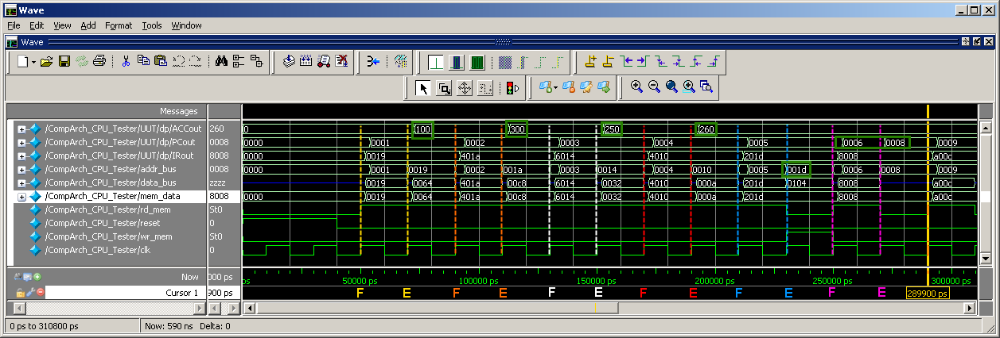 Wave
File Edit View Add Format Tools Window
Wave
Messages
/CompArch_CPU_Tester/UUT/dp/ACCout 260 0 100 300 250 260
/CompArch_CPU_Tester/UUT/dp/PCout 0008 0000 0001 0002 0003 0004 0005 0006 0008 0009
/CompArch_CPU_Tester/UUT/dp/IRout 8008 0000 0019 401a 6014 4010 201d 8008 a00c
/CompArch_CPU_Tester/addr_bus 0008 0000 0001 0019 0002 001a 0003 0014 0004 0010 0005 001d 0006 0008 0009
/CompArch_CPU_Tester/data_bus zzzz 0019 0064 401a 00c8 6014 0032 4010 000a 201d 0104 8008 a00c
/CompArch_CPU_Tester/mem_data 8008 0000 0019 0064 401a 00c8 6014 0032 4010 000a 201d 8008 a00c
/CompArch_CPU_Tester/rd_mem St0
/CompArch_CPU_Tester/reset 0
/CompArch_CPU_Tester/wr_mem St0
/CompArch_CPU_Tester/clk 0
Now 000 ps ps 50000 ps 100000 ps 150000 ps 200000 ps 250000 ps 300000 ps
Cursor 1 900 ps F E F E F E F E F E F E 289900 ps
0 ps to 310800 ps Now: 590 ns Delta: 0